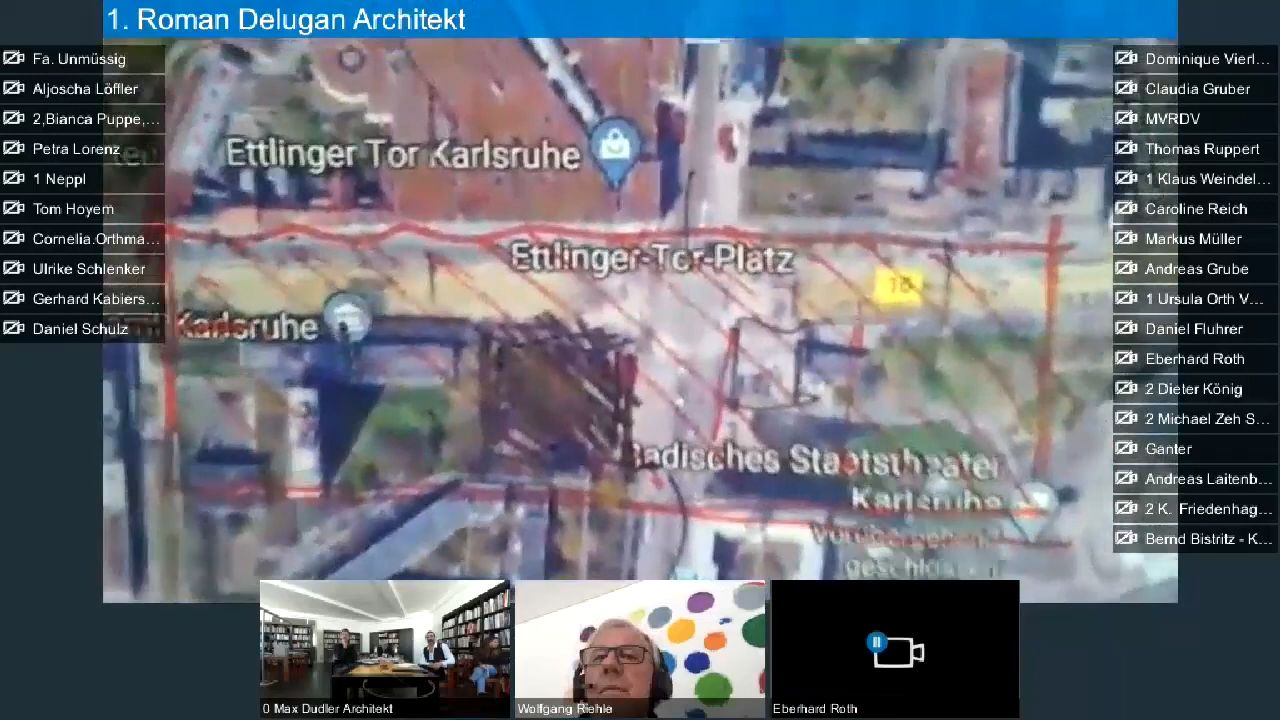 1. Roman Delugan Architekt
Fa. Unmüssig
Aljoscha Löffler
2,Bianca Puppe,...
Petra Lorenz
1 Neppl
Tom Hoyem
Cornelia.Orthma...
Ulrike Schlenker
Gerhard Kabiers...
Daniel Schulz
Ettlinger Tor Karlsruhe
Ettlinger-Tor-Platz
10
Karlsruhe
Badisches Staatstheater
Karlsruhe
Vorübergehend
geschlossen
Dominique Vierl...
Claudia Gruber
MVRDV
Thomas Ruppert
1 Klaus Weindel...
Caroline Reich
Markus Müller
Andreas Grube
1 Ursula Orth V...
Daniel Fluhrer
Eberhard Roth
2 Dieter König
2 Michael Zeh S...
Ganter
Andreas Laitenb...
2 K. Friedenhag...
Bernd Bistritz - K...
0 Max Dudler Architekt
Wolfgang Riehle
Eberhard Roth